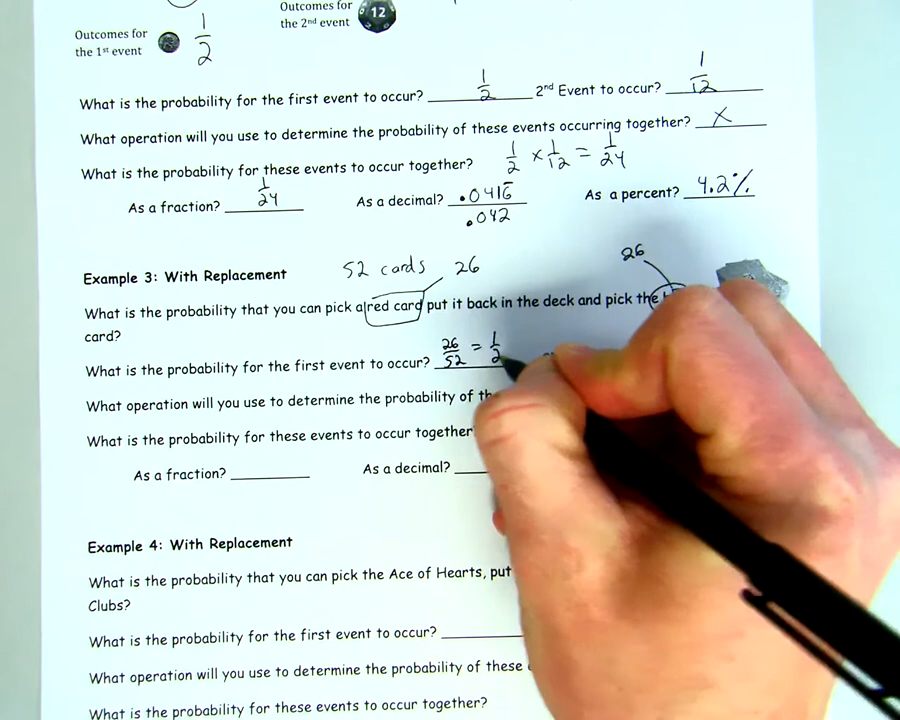 Outcomes for
the 1st event
1/2
Outcomes for
the 2nd event
12
What is the probability for the first event to occur? 1/2 2nd Event to occur? 1/12
What operation will you use to determine the probability of these events occurring together? X
What is the probability for these events to occur together? 1/2 x 1/12 = 1/24
As a fraction? 1/24 As a decimal? .0416̅ As a percent? 4.2%
.042
Example 3: With Replacement 52 cards 26 26
What is the probability that you can pick a red card put it back in the deck and pick the
card?
What is the probability for the first event to occur? 26/52 = 1/2
What operation will you use to determine the probability of
What is the probability for these events to occur together
As a fraction? As a decimal?
Example 4: With Replacement
What is the probability that you can pick the Ace of Hearts, put
Clubs?
What is the probability for the first event to occur?
What operation will you use to determine the probability of these
What is the probability for these events to occur together?